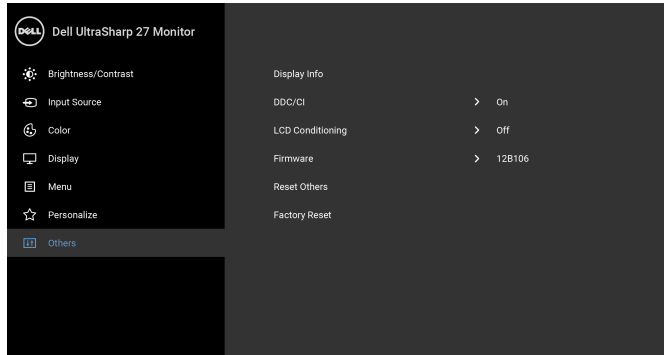 DELL Dell UltraSharp 27 Monitor
Brightness/Contrast
Input Source
Color
Display
Menu
Personalize
Others
Display Info
DDC/CI > On
LCD Conditioning > Off
Firmware > 12B106
Reset Others
Factory Reset